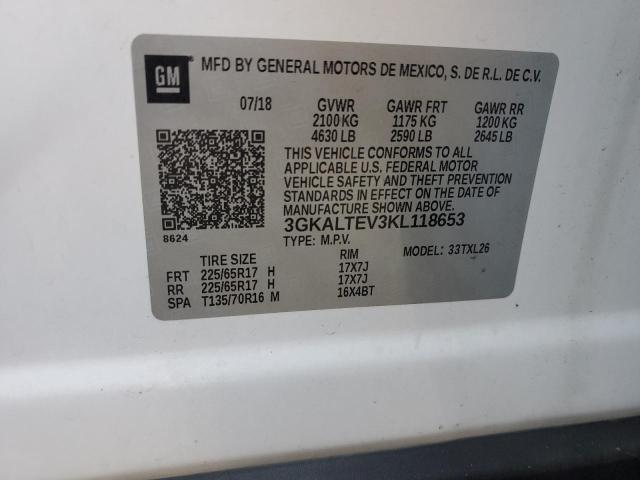 GM
MFD BY GENERAL MOTORS DE MEXICO, S. DE R.L. DE C.V.
07/18 GVWR GAWR FRT GAWR RR
2100 KG 1175 KG 1200 KG
4630 LB 2590 LB 2645 LB
THIS VEHICLE CONFORMS TO ALL
APPLICABLE U.S. FEDERAL MOTOR
VEHICLE SAFETY AND THEFT PREVENTION
STANDARDS IN EFFECT ON THE DATE OF
MANUFACTURE SHOWN ABOVE.
3GKALTEV3KL118653
8624
TYPE: M.P.V. MODEL: 33TXL26
TIRE SIZE RIM
FRT 225/65R17 H 17X7J
RR 225/65R17 H 17X7J
SPA T135/70R16 M 16X4BT